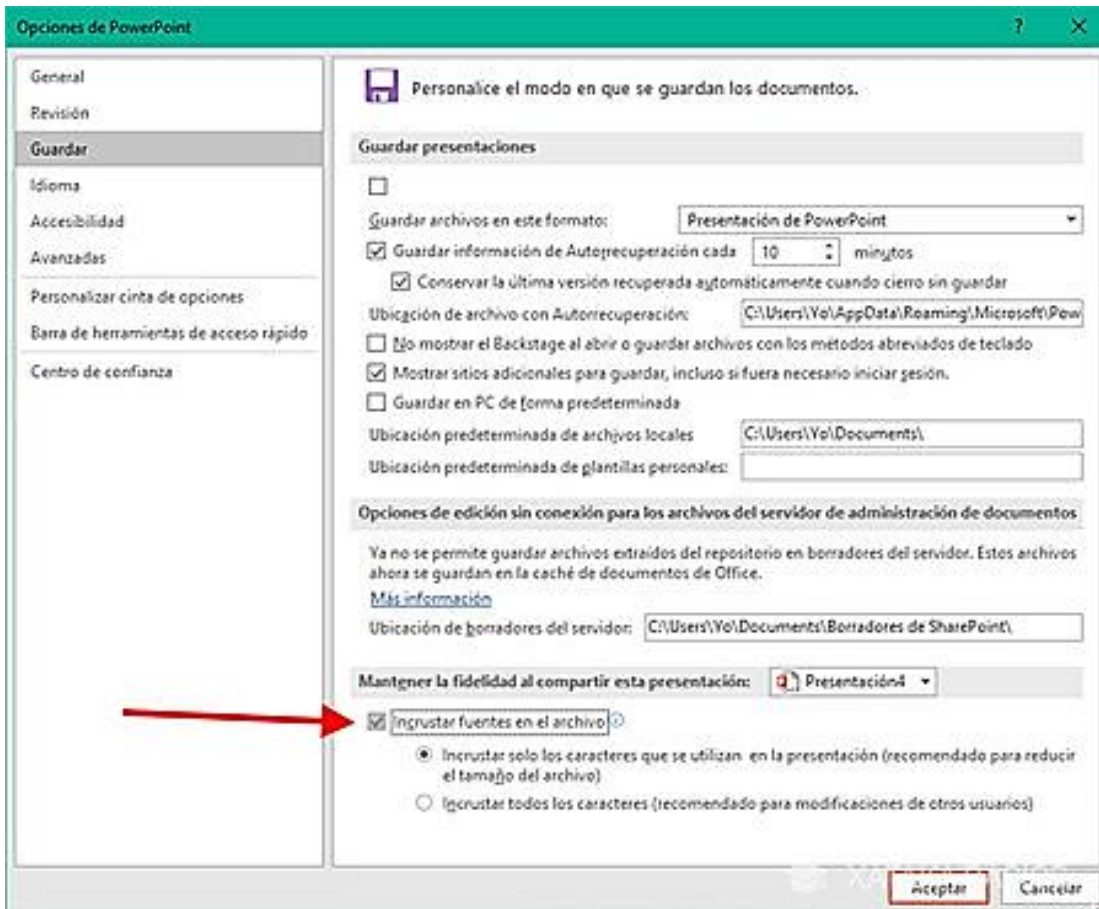 Opciones de PowerPoint
?
General
Revisión
Guardar
Idioma
Accesibilidad
Avanzadas
Personalizar cinta de opciones
Barra de herramientas de acceso rápido
Centro de confianza
Personalice el modo en que se guardan los documentos.
Guardar presentaciones
Guardar archivos en este formato: Presentación de PowerPoint
Guardar información de Autorrecuperación cada 10 minutos
Conservar la última versión recuperada automáticamente cuando cierro sin guardar
Ubicación de archivo con Autorrecuperación: C:\Users\Yo\AppData\Roaming\Microsoft\Pow
No mostrar el Backstage al abrir o guardar archivos con los métodos abreviados de teclado
Mostrar sitios adicionales para guardar, incluso si fuera necesario iniciar sesión.
Guardar en PC de forma predeterminada
Ubicación predeterminada de archivos locales C:\Users\Yo\Documents\
Ubicación predeterminada de plantillas personales:
Opciones de edición sin conexión para los archivos del servidor de administración de documentos
Ya no se permite guardar archivos extraídos del repositorio en borradores del servidor. Estos archivos
ahora se guardan en la caché de documentos de Office.
Más información
Ubicación de borradores del servidor: C:\Users\Yo\Documents\Borradores de SharePoint\
Mantener la fidelidad al compartir esta presentación: Presentación4
Incrustar fuentes en el archivo
Incrustar solo los caracteres que se utilizan en la presentación (recomendado para reducir
el tamaño del archivo)
Incrustar todos los caracteres (recomendado para modificaciones de otros usuarios)
Aceptar Cancelar